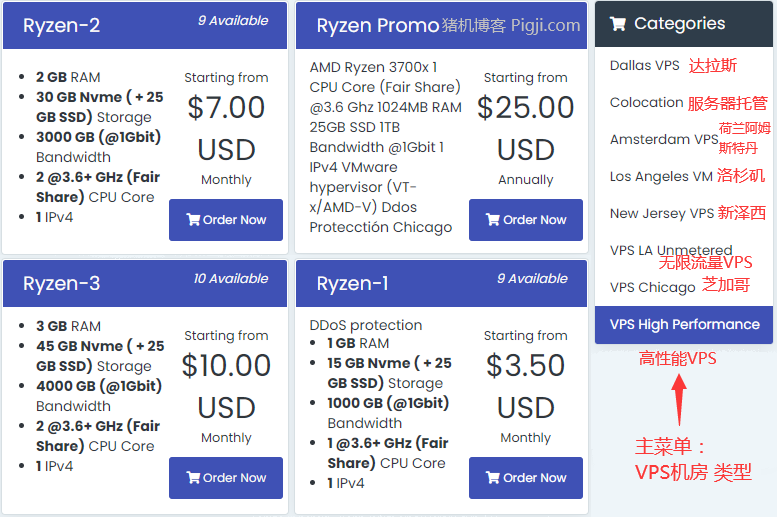 Ryzen-2
9 Available
2 GB RAM
30 GB Nvme ( + 25
GB SSD) Storage
3000 GB (@1Gbit)
Bandwidth
2 @3.6+ GHz (Fair
Share) CPU Core
1 IPv4
Starting from
$7.00
USD
Monthly
Order Now
Ryzen Promo
猪机博客 Pigji.com
AMD Ryzen 3700x 1
CPU Core (Fair Share)
@3.6 Ghz 1024MB RAM
25GB SSD 1TB
Bandwidth @1Gbit 1
IPv4 VMware
hypervisor (VT-
x/AMD-V) Ddos
Protecctión Chicago
Starting from
$25.00
USD
Annually
Order Now
Ryzen-3
10 Available
3 GB RAM
45 GB Nvme ( + 25
GB SSD) Storage
4000 GB (@1Gbit)
Bandwidth
2 @3.6+ GHz (Fair
Share) CPU Core
1 IPv4
Starting from
$10.00
USD
Monthly
Order Now
Ryzen-1
9 Available
DDoS protection
1 GB RAM
15 GB Nvme ( + 25
GB SSD) Storage
1000 GB (@1Gbit)
Bandwidth
1 @3.6+ GHz (Fair
Share) CPU Core
1 IPv4
Starting from
$3.50
USD
Monthly
Order Now
Categories
Dallas VPS 达拉斯
Colocation 服务器托管
Amsterdam VPS 荷兰阿姆
斯特丹
Los Angeles VM 洛杉矶
New Jersey VPS 新泽西
VPS LA Unmetered
无限流量VPS
VPS Chicago 芝加哥
VPS High Performance
高性能VPS
主菜单：
VPS机房 类型